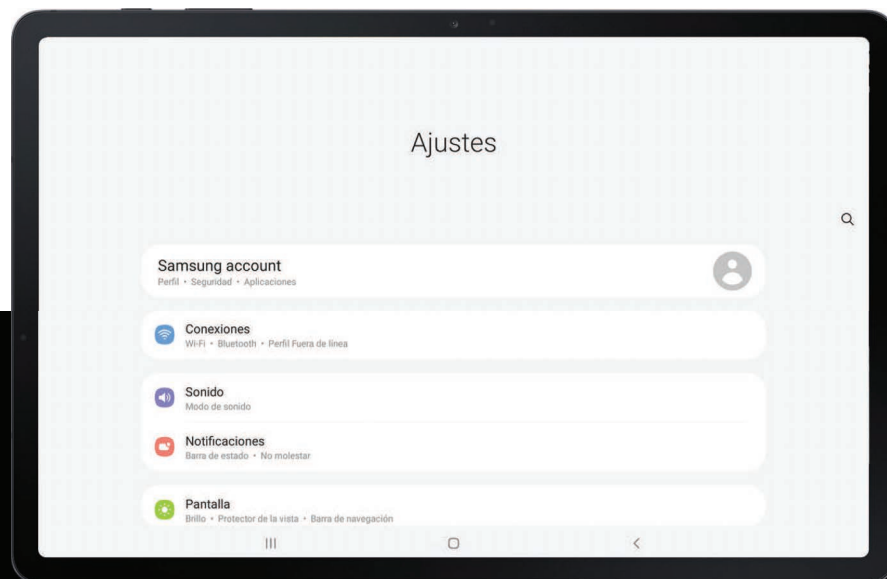 Ajustes
Samsung account
Perfil • Seguridad • Aplicaciones
Conexiones
Wi-Fi • Bluetooth • Perfil Fuera de línea
Sonido
Modo de sonido
Notificaciones
Barra de estado • No molestar
Pantalla
Brillo • Protector de la vista • Barra de navegación